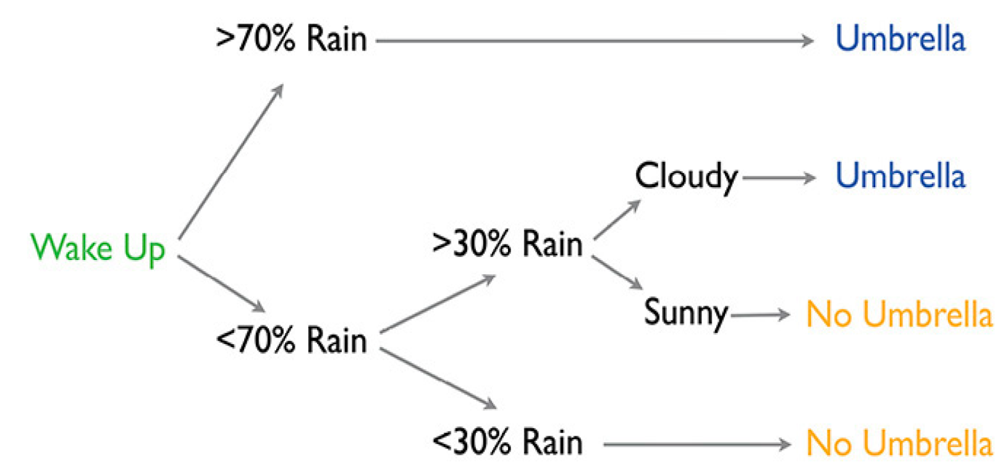 >70% Rain
Umbrella
Cloudy
Umbrella
Wake Up
>30% Rain
Sunny
No Umbrella
<70% Rain
<30% Rain
No Umbrella